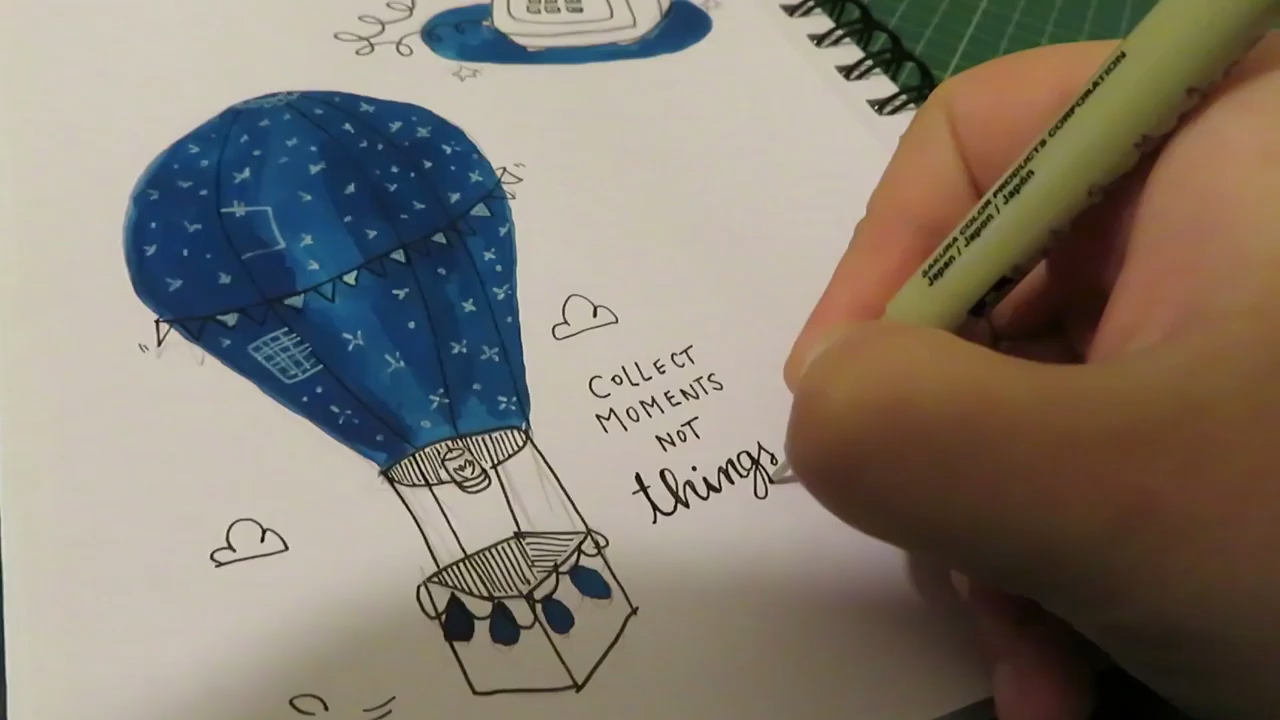 COLLECT
MOMENTS
NOT
things
SAKURA COLOR PRODUCTS CORPORATION
Japan / Japon / Japón